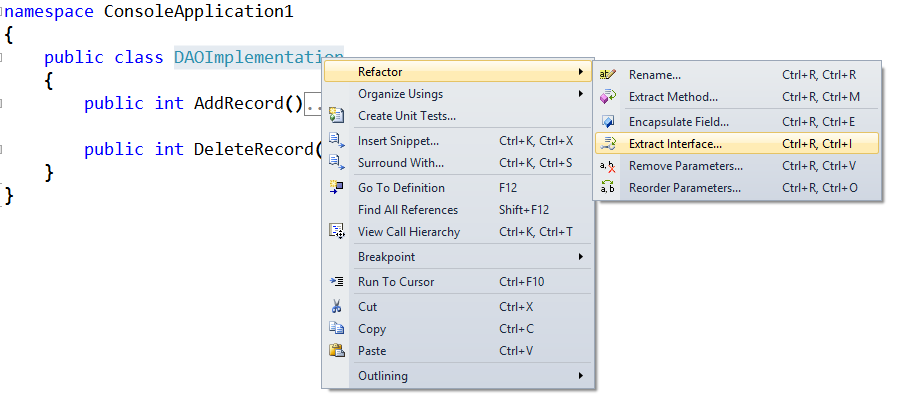 namespace ConsoleApplication1
{
public class DAOImplementation
{
public int AddRecord()...
public int DeleteRecord(
}
}
Refactor
Organize Usings
Create Unit Tests...
Insert Snippet... Ctrl+K, Ctrl+X
Surround With... Ctrl+K, Ctrl+S
Go To Definition F12
Find All References Shift+F12
View Call Hierarchy Ctrl+K, Ctrl+T
Breakpoint
Run To Cursor Ctrl+F10
Cut Ctrl+X
Copy Ctrl+C
Paste Ctrl+V
Outlining
Rename... Ctrl+R, Ctrl+R
Extract Method... Ctrl+R, Ctrl+M
Encapsulate Field... Ctrl+R, Ctrl+E
Extract Interface... Ctrl+R, Ctrl+I
Remove Parameters... Ctrl+R, Ctrl+V
Reorder Parameters... Ctrl+R, Ctrl+O